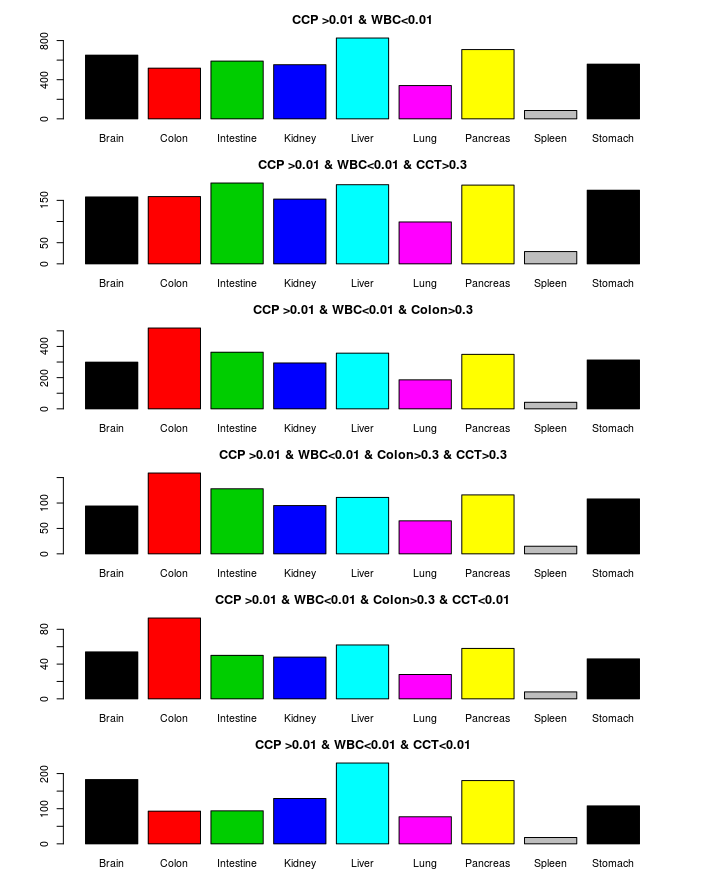 CCP >0.01 & WBC<0.01
800
400
0
Brain Colon Intestine Kidney Liver Lung Pancreas Spleen Stomach
CCP >0.01 & WBC<0.01 & CCT>0.3
150
50
0
Brain Colon Intestine Kidney Liver Lung Pancreas Spleen Stomach
CCP >0.01 & WBC<0.01 & Colon>0.3
400
200
0
Brain Colon Intestine Kidney Liver Lung Pancreas Spleen Stomach
CCP >0.01 & WBC<0.01 & Colon>0.3 & CCT>0.3
100
50
0
Brain Colon Intestine Kidney Liver Lung Pancreas Spleen Stomach
CCP >0.01 & WBC<0.01 & Colon>0.3 & CCT<0.01
80
40
0
Brain Colon Intestine Kidney Liver Lung Pancreas Spleen Stomach
CCP >0.01 & WBC<0.01 & CCT<0.01
200
100
0
Brain Colon Intestine Kidney Liver Lung Pancreas Spleen Stomach